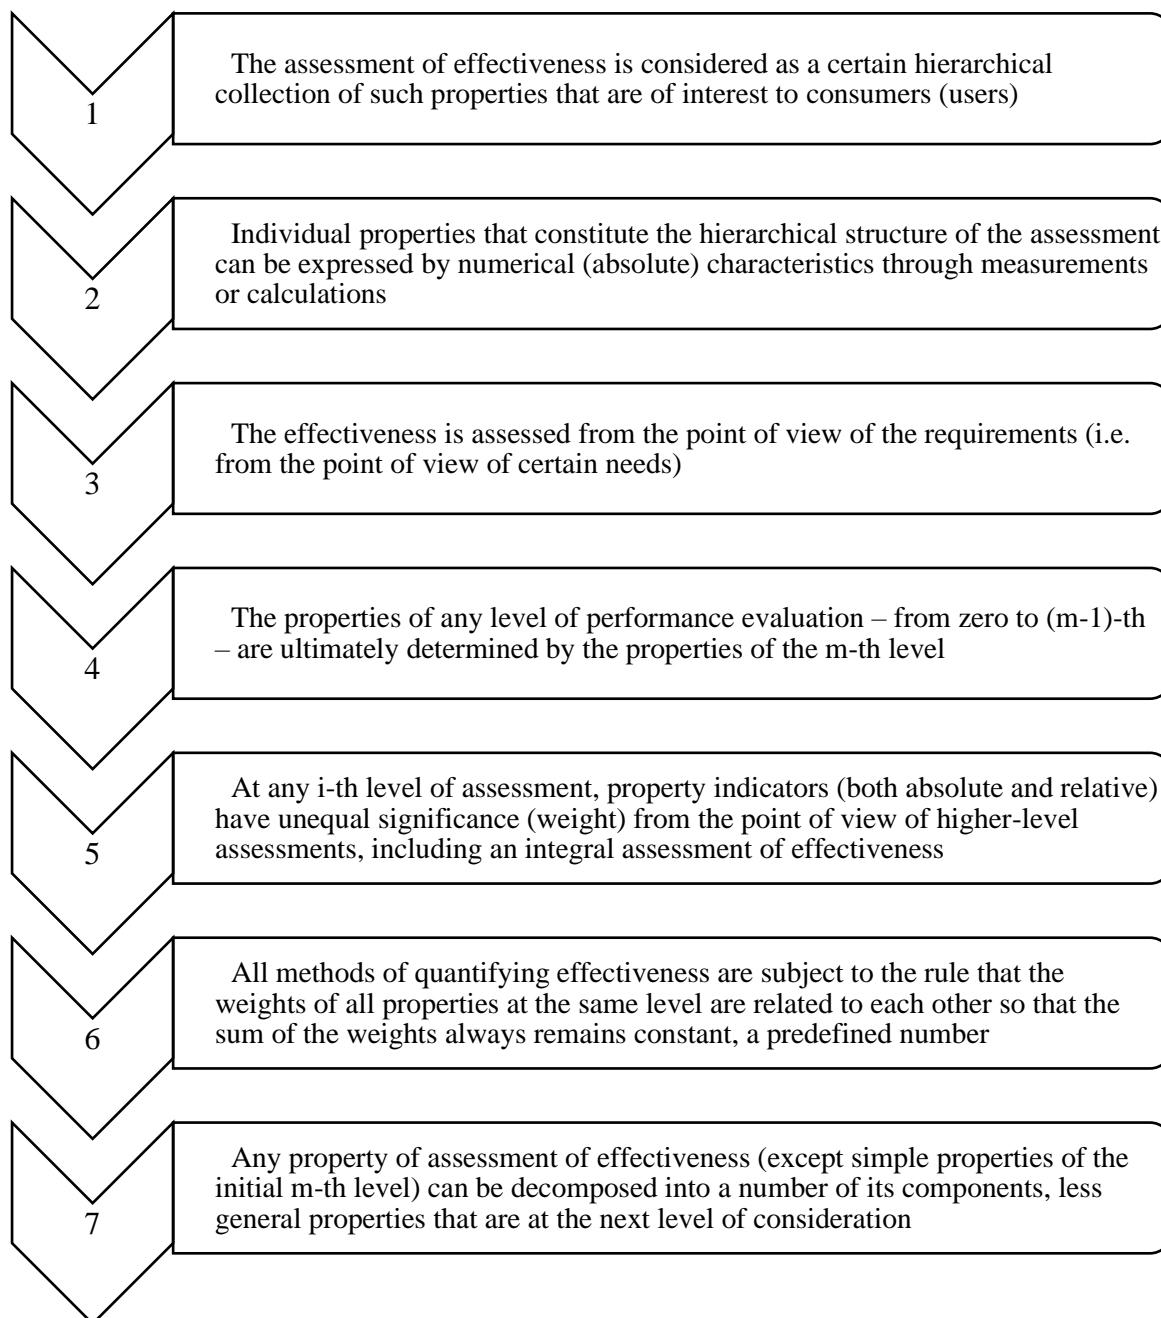 The assessment of effectiveness is considered as a certain hierarchical
collection of such properties that are of interest to consumers (users)
1
Individual properties that constitute the hierarchical structure of the assessment
can be expressed by numerical (absolute) characteristics through measurements
or calculations
2
The effectiveness is assessed from the point of view of the requirements (i.e.
from the point of view of certain needs)
3
The properties of any level of performance evaluation – from zero to (m-1)-th
– are ultimately determined by the properties of the m-th level
4
At any i-th level of assessment, property indicators (both absolute and relative)
have unequal significance (weight) from the point of view of higher-level
assessments, including an integral assessment of effectiveness
5
All methods of quantifying effectiveness are subject to the rule that the
weights of all properties at the same level are related to each other so that the
sum of the weights always remains constant, a predefined number
6
Any property of assessment of effectiveness (except simple properties of the
initial m-th level) can be decomposed into a number of its components, less
general properties that are at the next level of consideration
7